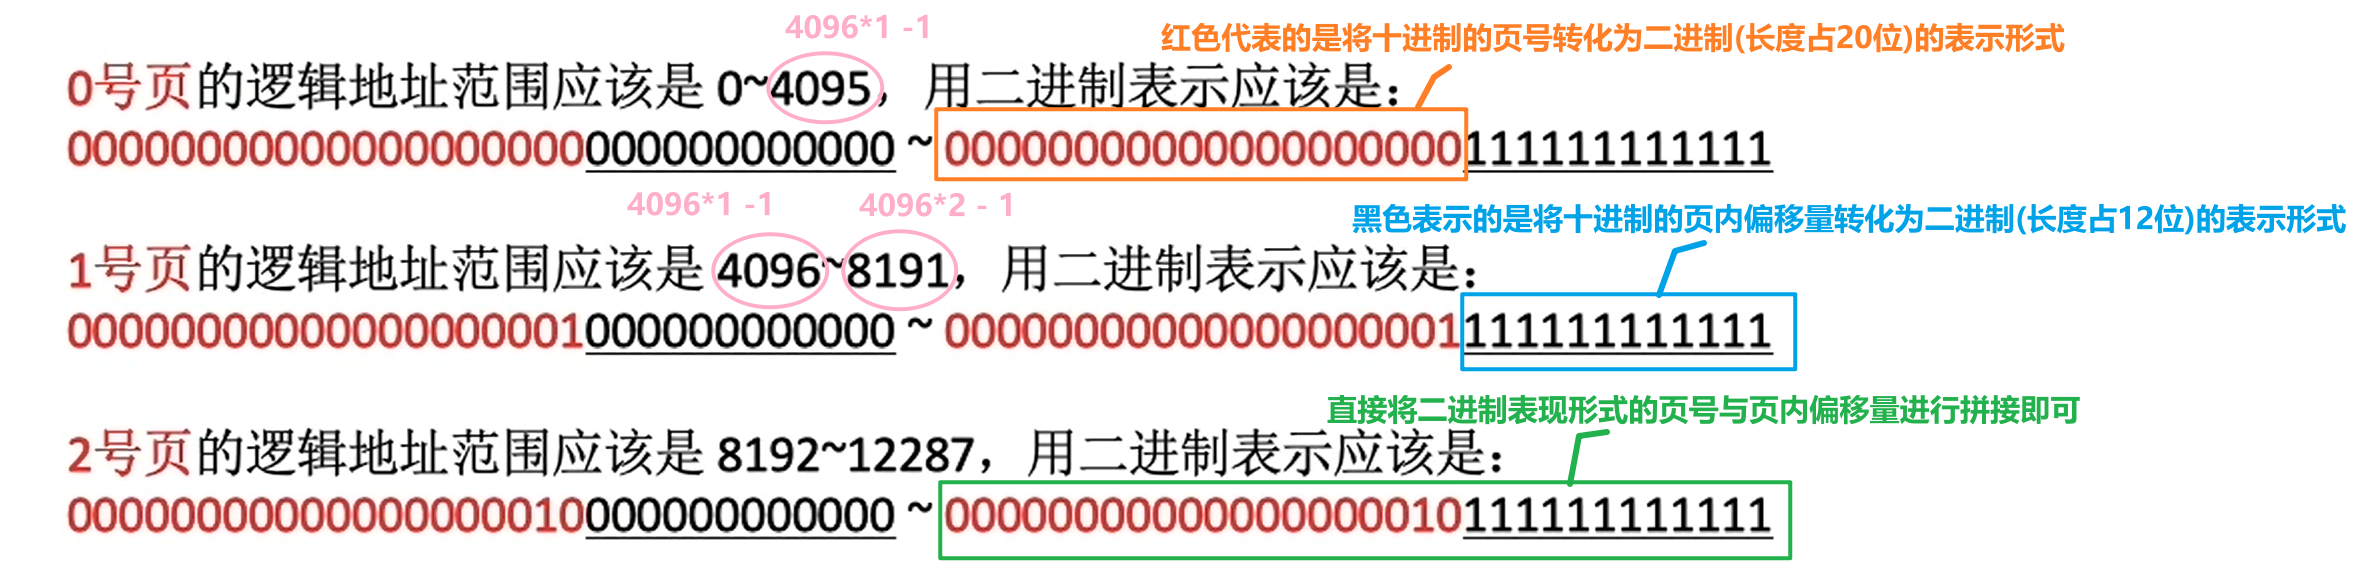 4096*1 -1
红色代表的是将十进制的页号转化为二进制(长度占20位)的表示形式
0号页的逻辑地址范围应该是 0~4095，用二进制表示应该是：
00000000000000000000000000000000 ~ 00000000000000000000111111111111
4096*1 -1
4096*2 - 1
黑色表示的是将十进制的页内偏移量转化为二进制(长度占12位)的表示形式
1号页的逻辑地址范围应该是 4096~8191，用二进制表示应该是：
00000000000000000001000000000000 ~ 00000000000000000001111111111111
直接将二进制表现形式的页号与页内偏移量进行拼接即可
2号页的逻辑地址范围应该是 8192~12287，用二进制表示应该是：
00000000000000000010000000000000 ~ 00000000000000000010111111111111